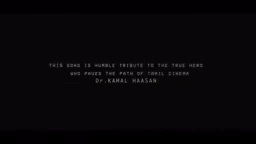 THIS SONG IS HUMBLE TRIBUTE TO THE TRUE HERO
WHO PAVED THE PATH OF TAMIL CINEMA
Dr.KAMAL HAASAN